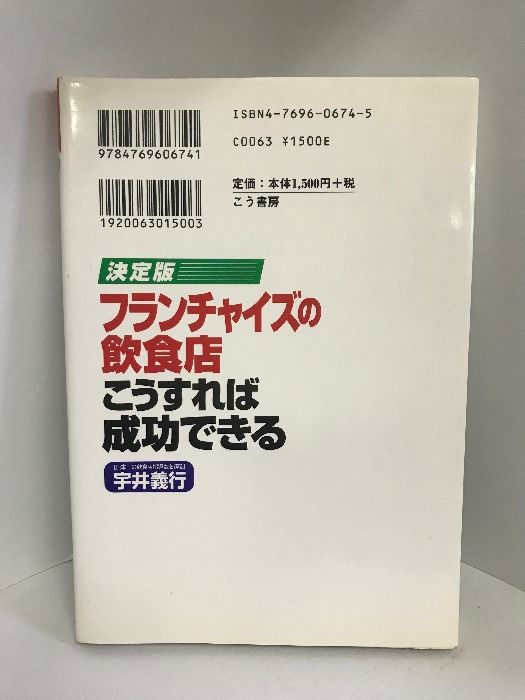 ISBN4-7696-0674-5
9784769606741
C0063 ¥1500E
定価：本体1,500円+税
こう書房
1920063015003
決定版
フランチャイズの
飲食店
こうすれば
成功できる
宇井義行